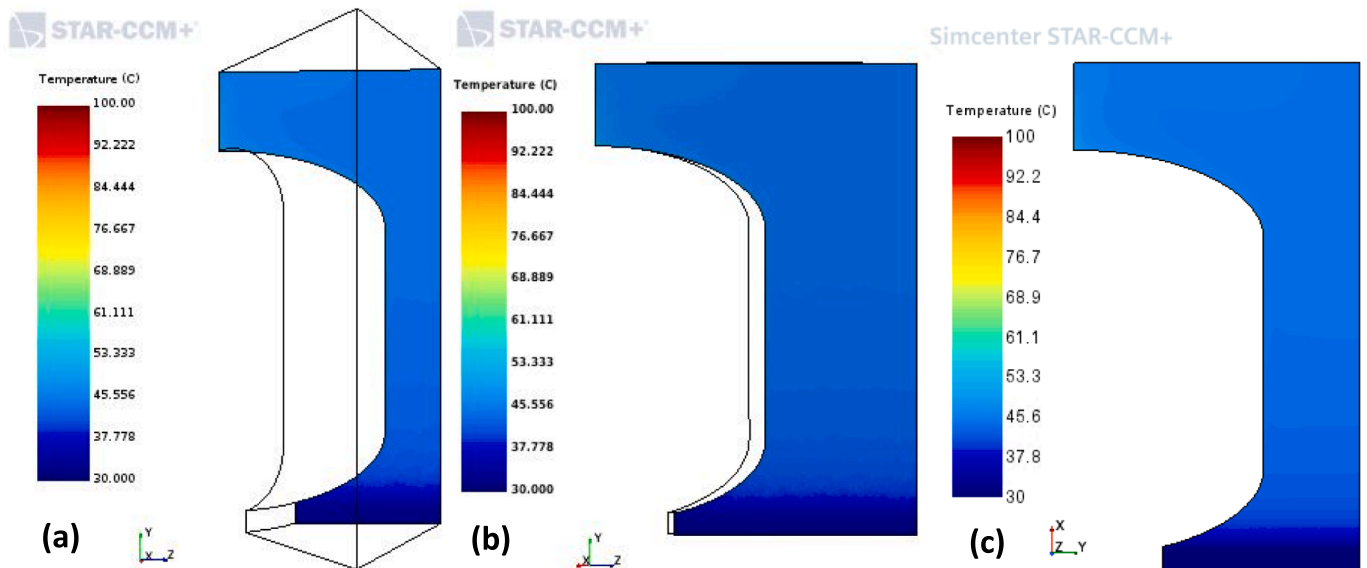 STAR-CCM+
Temperature (C)
100.00
92.222
84.444
76.667
68.889
61.111
53.333
45.556
37.778
30.000
(a)
Y
X Z
STAR-CCM+
Temperature (C)
100.00
92.222
84.444
76.667
68.889
61.111
53.333
45.556
37.778
30.000
(b)
Y
X Z
Simcenter STAR-CCM+
Temperature (C)
100
92.2
84.4
76.7
68.9
61.1
53.3
45.6
37.8
30
(c)
X
Z Y